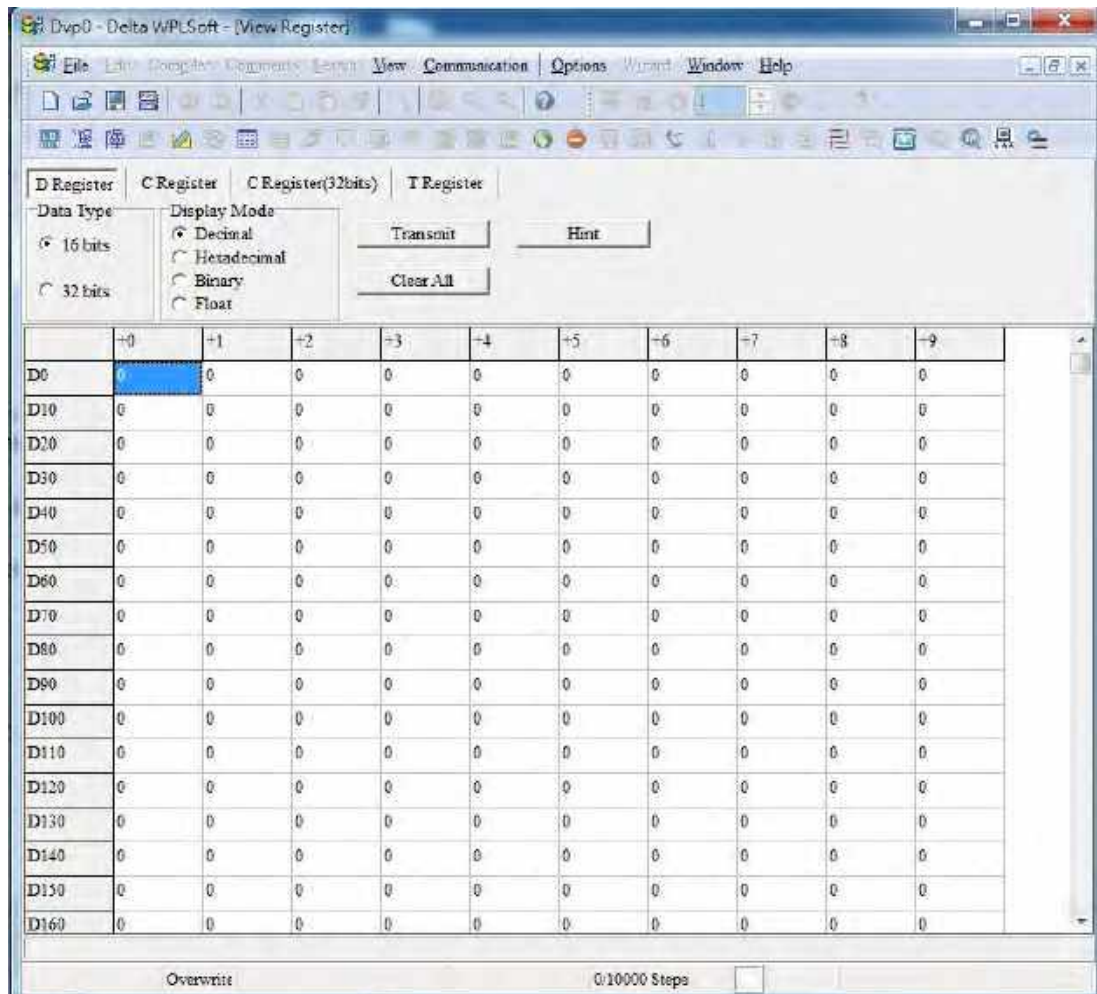 Dvp0 - Delta WPLSoft - [View Register]
File Edit Compiler Comments Search View Communication Options Wizard Window Help
D Register C Register C Register(32bits) T Register
Data Type Display Mode
16 bits Decimal Transmit Hint
Hexadecimal
32 bits Binary Clear All
Float
+0 +1 +2 +3 +4 +5 +6 +7 +8 +9
D0 0 0 0 0 0 0 0 0 0 0
D10 0 0 0 0 0 0 0 0 0 0
D20 0 0 0 0 0 0 0 0 0 0
D30 0 0 0 0 0 0 0 0 0 0
D40 0 0 0 0 0 0 0 0 0 0
D50 0 0 0 0 0 0 0 0 0 0
D60 0 0 0 0 0 0 0 0 0 0
D70 0 0 0 0 0 0 0 0 0 0
D80 0 0 0 0 0 0 0 0 0 0
D90 0 0 0 0 0 0 0 0 0 0
D100 0 0 0 0 0 0 0 0 0 0
D110 0 0 0 0 0 0 0 0 0 0
D120 0 0 0 0 0 0 0 0 0 0
D130 0 0 0 0 0 0 0 0 0 0
D140 0 0 0 0 0 0 0 0 0 0
D150 0 0 0 0 0 0 0 0 0 0
D160 0 0 0 0 0 0 0 0 0 0
Overwrite 0/10000 Steps